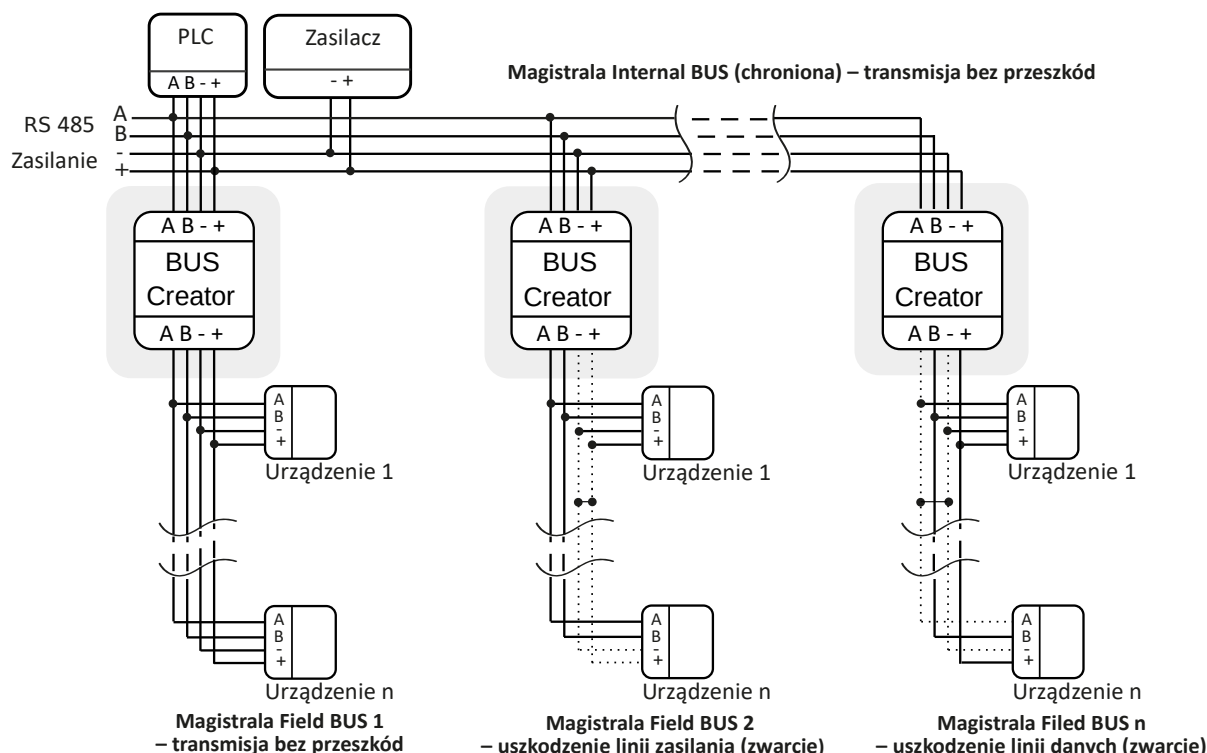 PLC
Zasilacz
A B - +
- +
Magistrala Internal BUS (chroniona) – transmisja bez przeszkód
RS 485
A
B
Zasilanie
-
+
A B - +
BUS
Creator
A B - +
A B - +
BUS
Creator
A B - +
A B - +
BUS
Creator
A B - +
A
B
-
+
Urządzenie 1
A
B
-
+
Urządzenie 1
A
B
-
+
Urządzenie 1
A
B
-
+
Urządzenie n
A
B
-
+
Urządzenie n
A
B
-
+
Urządzenie n
Magistrala Field BUS 1
– transmisja bez przeszkód
Magistrala Field BUS 2
– uszkodzenie linii zasilania (zwarcie)
Magistrala Filed BUS n
– uszkodzenie linii danych (zwarcie)